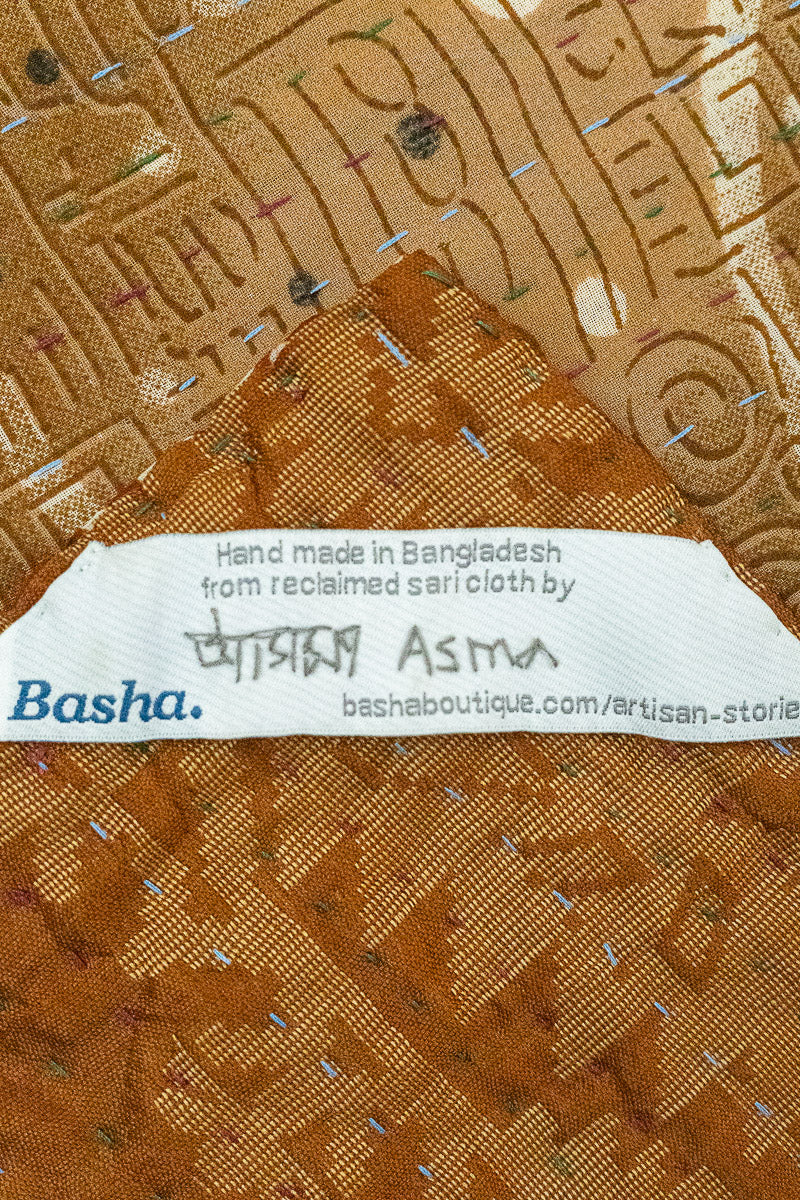 Hand made in Bangladesh
from reclaimed sari cloth by
আসমা Asma
Basha.
bashaboutique.com/artisan-storie